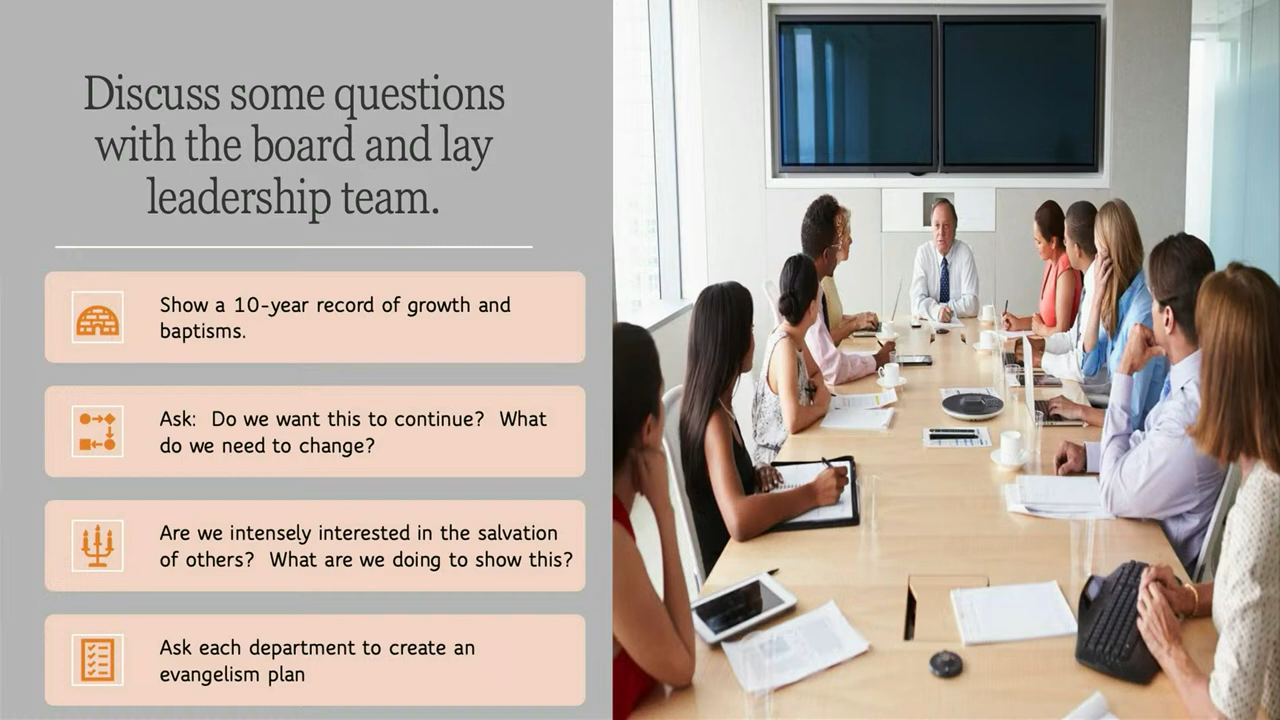 Discuss some questions
with the board and lay
leadership team.
Show a 10-year record of growth and
baptisms.
Ask:  Do we want this to continue?  What
do we need to change?
Are we intensely interested in the salvation
of others?  What are we doing to show this?
Ask each department to create an
evangelism plan